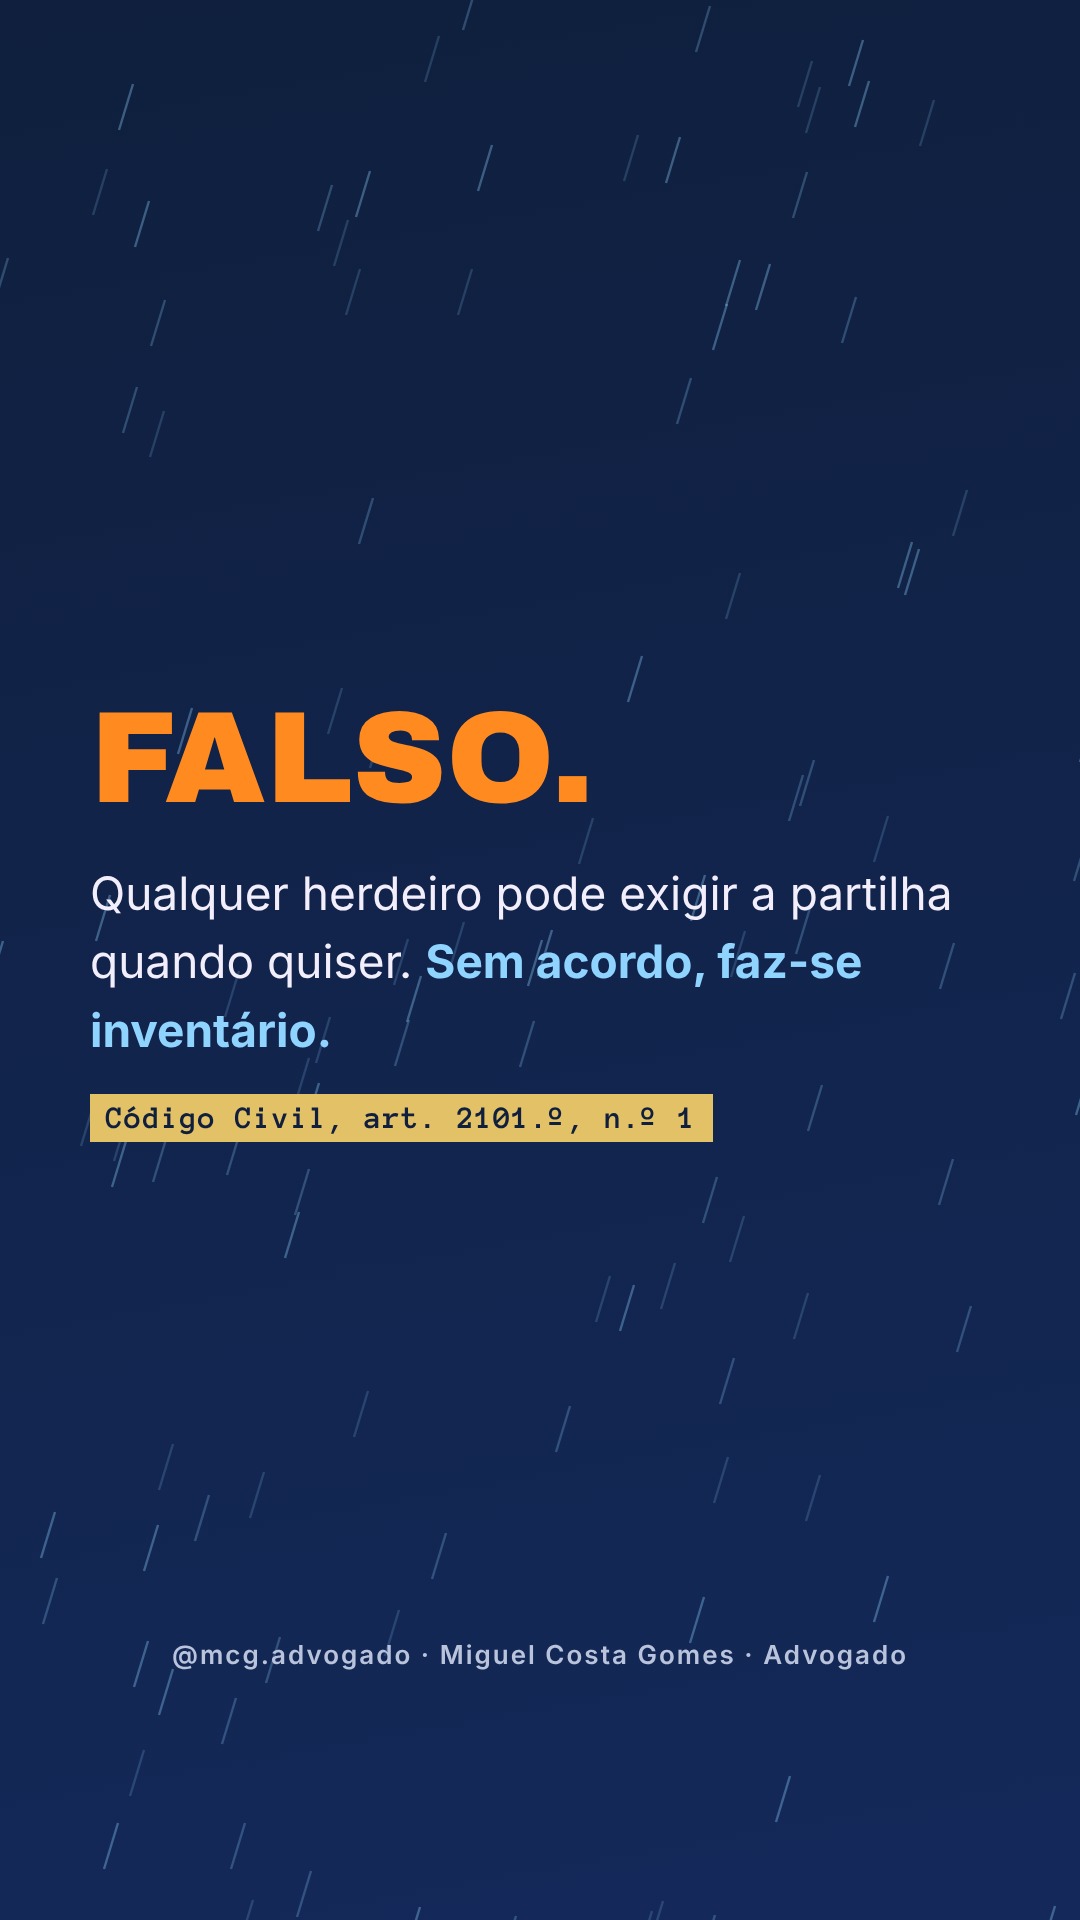 FALSO.
Qualquer herdeiro pode exigir a partilha
quando quiser. Sem acordo, faz-se
inventário.
Código Civil, art. 2101.º, n.º 1
@mcg.advogado · Miguel Costa Gomes · Advogado